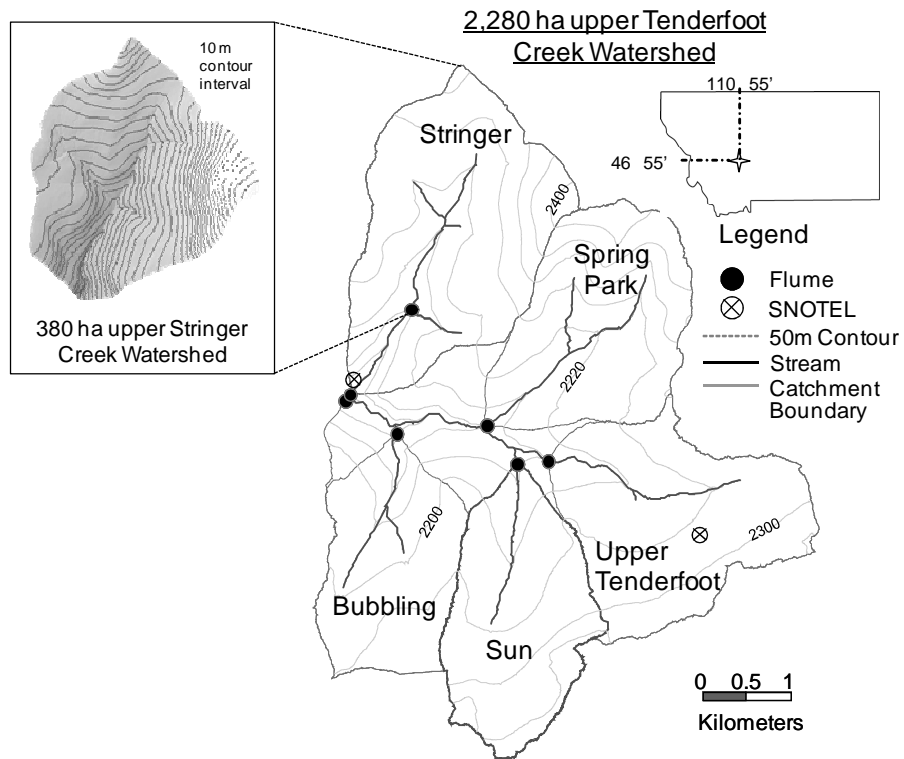 2,280 ha upper Tenderfoot
Creek Watershed
10 m
contour
interval
380 ha upper Stringer
Creek Watershed
110 55’
46 55’
Stringer
2400
Spring
Park
2220
2200
Bubbling
Sun
Upper
Tenderfoot
2300
Legend
Flume
SNOTEL
50m Contour
Stream
Catchment
Boundary
0 0.5 1
Kilometers